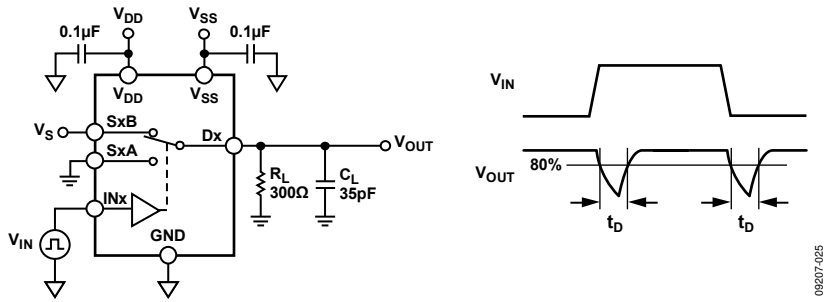 VDD
VSS
0.1µF
0.1µF
VDD
VSS
VS
SxB
Dx
VOUT
SxA
RL
300Ω
CL
35pF
INx
VIN
GND
VIN
VOUT
80%
tD
tD
09207-025